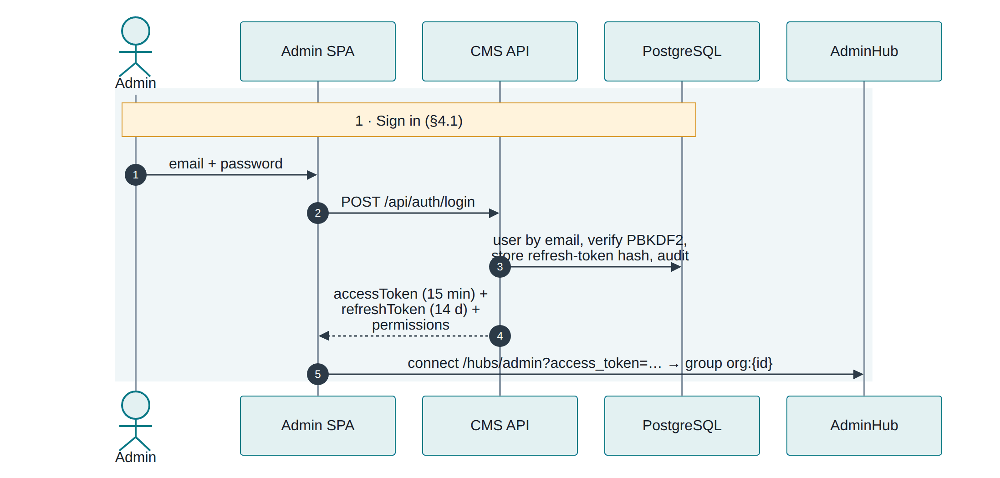 Admin
Admin SPA
CMS API
PostgreSQL
AdminHub
1 · Sign in (§4.1)
email + password
1
POST /api/auth/login
2
user by email, verify PBKDF2,
store refresh-token hash, audit
3
accessToken (15 min) +
refreshToken (14 d) +
permissions
4
connect /hubs/admin?access_token=… → group org:{id}
5
Admin SPA
CMS API
PostgreSQL
AdminHub
Admin